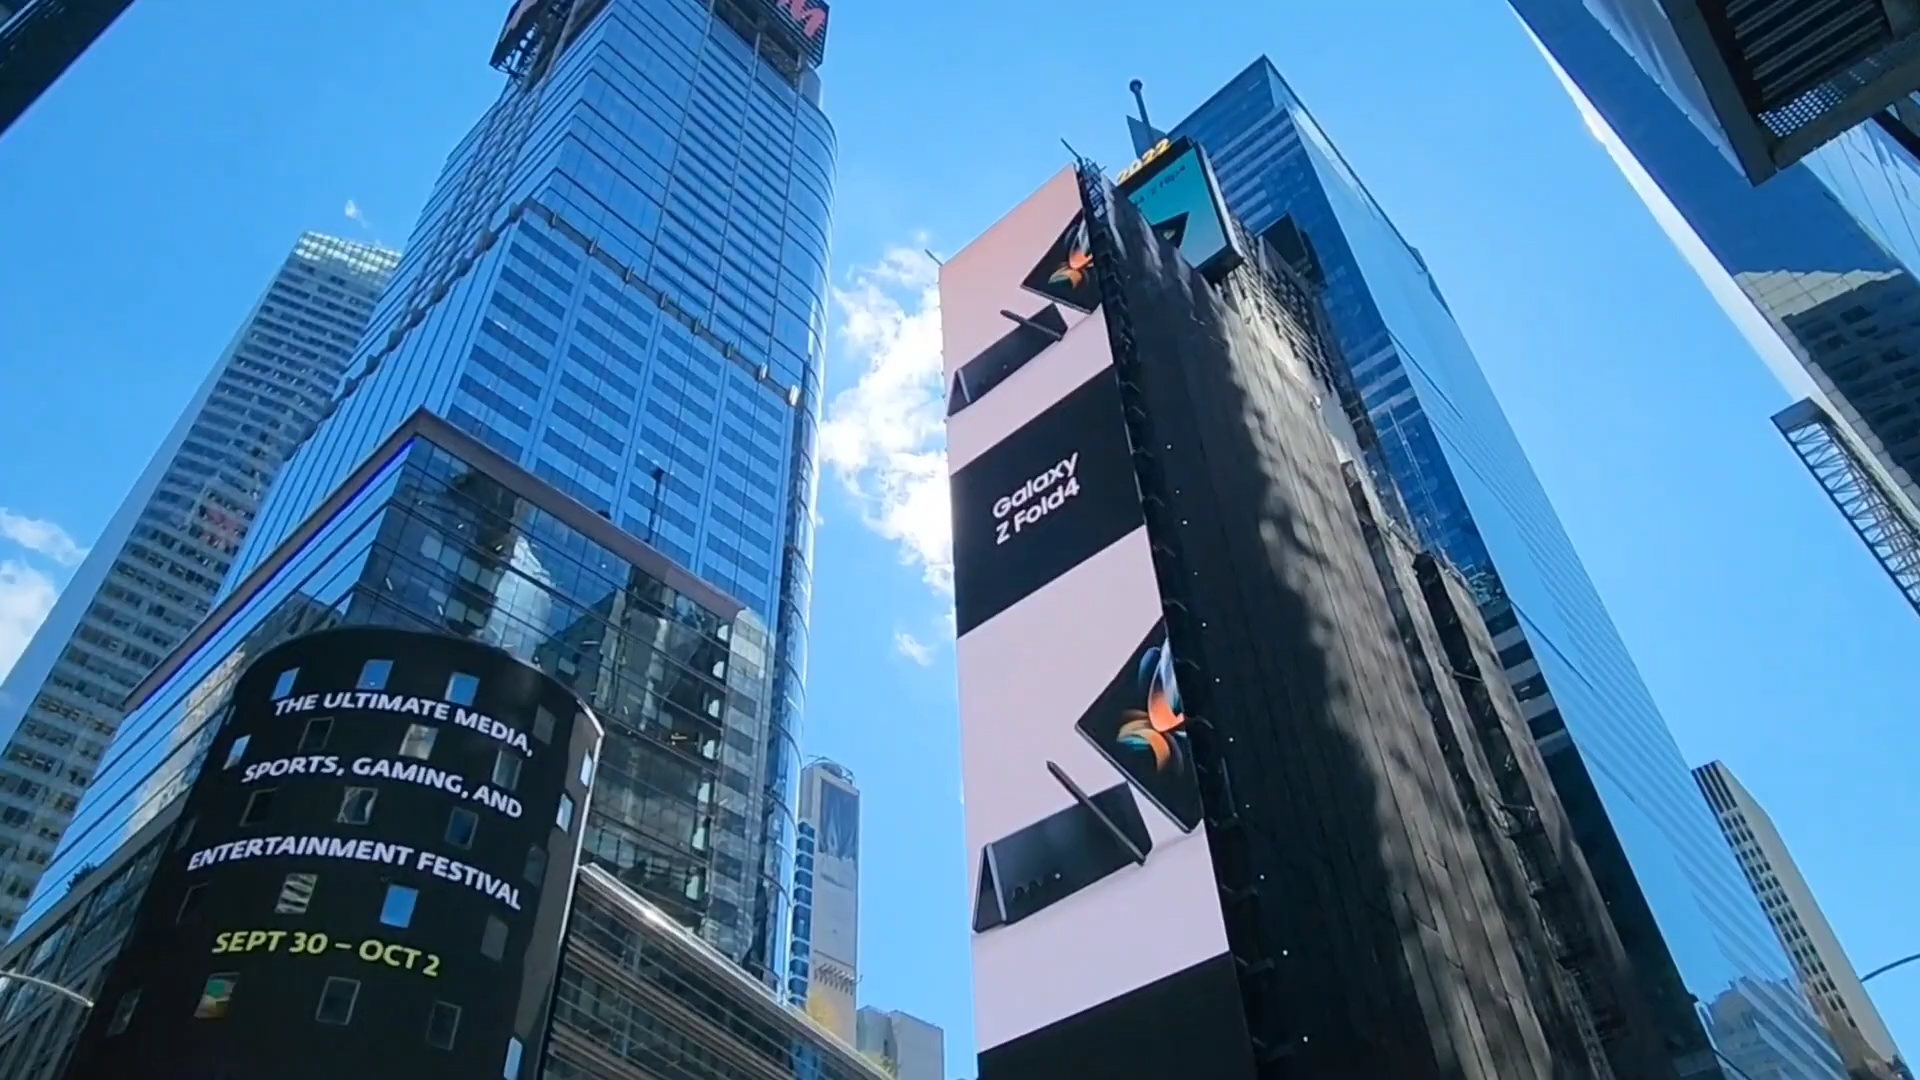 2022
Galaxy
Z Fold4
THE ULTIMATE MEDIA,
SPORTS, GAMING, AND
ENTERTAINMENT FESTIVAL
SEPT 30 – OCT 2